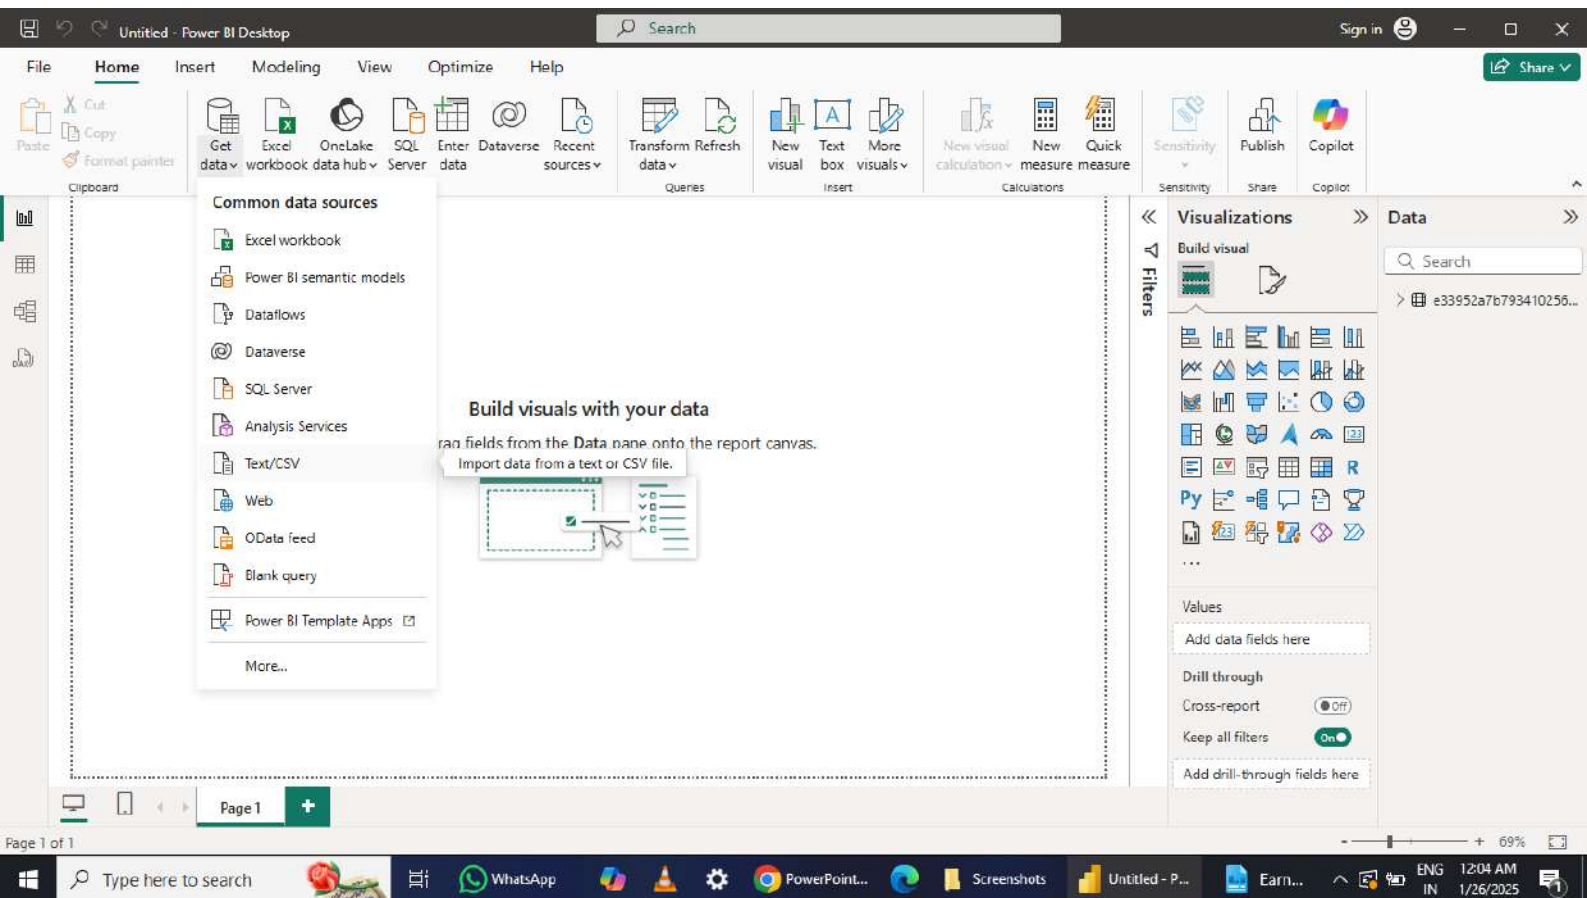 Untitled - Power BI Desktop
Search
Sign in
File Home Insert Modeling View Optimize Help
Share
Paste
Cut
Copy
Format painter
Clipboard
Get data
Excel workbook
OneLake data hub
SQL Server
Enter data
Dataverse
Recent sources
Transform data
Refresh
Queries
New visual
Text box
More visuals
Insert
New visual calculation
New measure
Quick measure
Calculations
Sensitivity
Sensitivity
Publish
Share
Copilot
Copilot
Common data sources
Excel workbook
Power BI semantic models
Dataflows
Dataverse
SQL Server
Analysis Services
Text/CSV
Web
OData feed
Blank query
Power BI Template Apps
More...
Build visuals with your data
rag fields from the Data pane onto the report canvas.
Import data from a text or CSV file.
Filters
Visualizations
Build visual
123
R
Py
123
...
Values
Add data fields here
Drill through
Cross-report
Off
Keep all filters
On
Add drill-through fields here
Data
Search
e33952a7b793410256...
DAX
Page 1
+
Page 1 of 1
- + 69%
Type here to search
WhatsApp
PowerPoint...
Screenshots
Untitled - P...
Earn...
ENG
IN
12:04 AM
1/26/2025
1